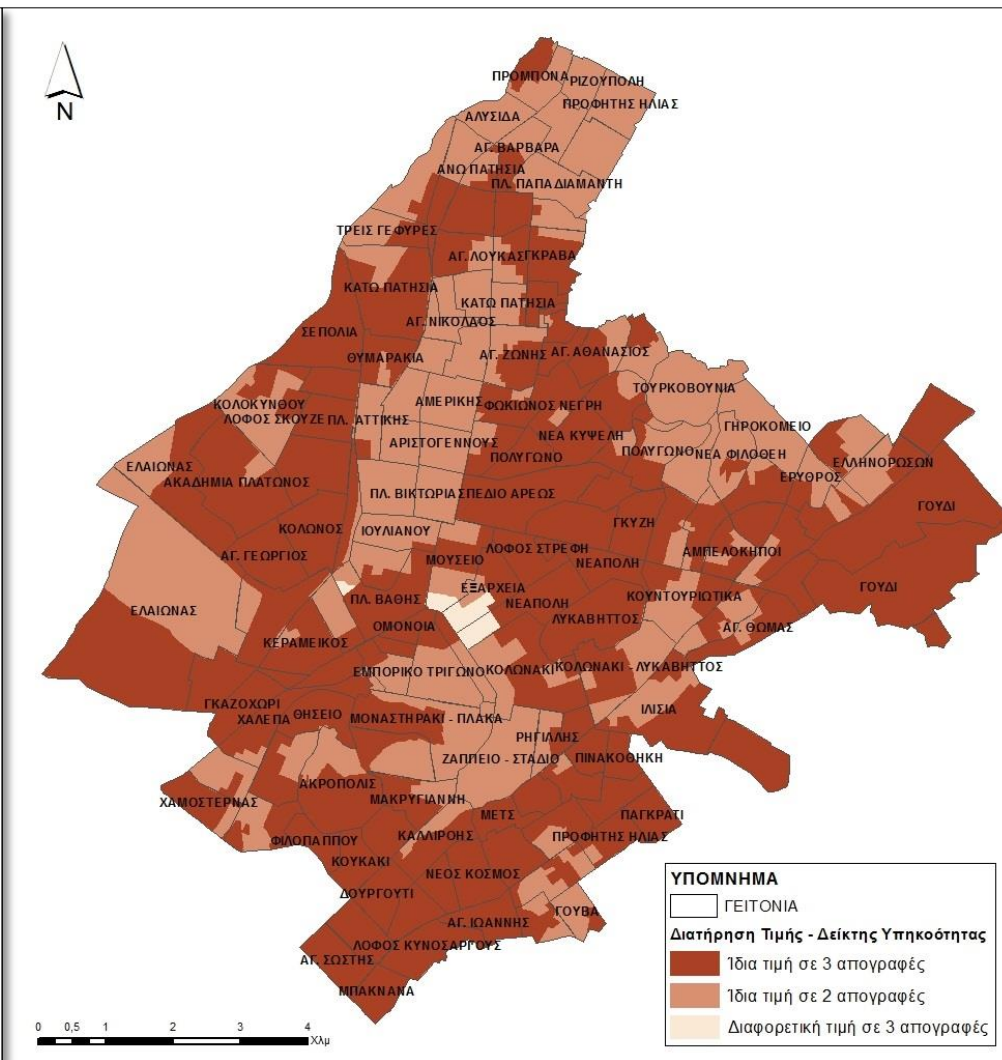 N
ΠΡΟΜΠΟΝΑ
ΡΙΖΟΥΠΟΛΗ
ΠΡΟΦΗΤΗΣ ΗΛΙΑΣ
ΑΛΥΣΙΔΑ
ΑΓ. ΒΑΡΒΑΡΑ
ΑΝΩ ΠΑΤΗΣΙΑ
ΠΛ. ΠΑΠΑΔΙΑΜΑΝΤΗ
ΤΡΕΙΣ ΓΕΦΥΡΕΣ
ΑΓ. ΛΟΥΚΑΣ
ΓΚΡΑΒΑ
ΚΑΤΩ ΠΑΤΗΣΙΑ
ΚΑΤΩ ΠΑΤΗΣΙΑ
ΑΓ. ΝΙΚΟΛΑΟΣ
ΣΕΠΟΛΙΑ
ΘΥΜΑΡΑΚΙΑ
ΑΓ. ΖΩΝΗΣ
ΑΓ. ΑΘΑΝΑΣΙΟΣ
ΤΟΥΡΚΟΒΟΥΝΙΑ
ΚΟΛΟΚΥΝΘΟΥ
ΑΜΕΡΙΚΗΣ
ΦΩΚΙΩΝΟΣ ΝΕΓΡΗ
ΛΟΦΟΣ ΣΚΟΥΖΕ
ΠΛ. ΑΤΤΙΚΗΣ
ΓΗΡΟΚΟΜΕΙΟ
ΑΡΙΣΤΟΓΕΝΝΟΥΣ
ΝΕΑ ΚΥΨΕΛΗ
ΠΟΛΥΓΩΝΟ
ΠΟΛΥΓΩΝΟ
ΝΕΑ ΦΙΛΟΘΕΗ
ΕΛΛΗΝΟΡΩΣΩΝ
ΕΛΑΙΩΝΑΣ
ΕΡΥΘΡΟΣ
ΑΚΑΔΗΜΙΑ ΠΛΑΤΩΝΟΣ
ΠΛ. ΒΙΚΤΩΡΙΑΣ
ΠΕΔΙΟ ΑΡΕΩΣ
ΓΟΥΔΙ
ΚΟΛΩΝΟΣ
ΙΟΥΛΙΑΝΟΥ
ΓΚΥΖΗ
ΑΓ. ΓΕΩΡΓΙΟΣ
ΜΟΥΣΕΙΟ
ΛΟΦΟΣ ΣΤΡΕΦΗ
ΝΕΑΠΟΛΗ
ΑΜΠΕΛΟΚΗΠΟΙ
ΓΟΥΔΙ
ΕΞΑΡΧΕΙΑ
ΠΛ. ΒΑΘΗΣ
ΝΕΑΠΟΛΗ
ΚΟΥΝΤΟΥΡΙΩΤΙΚΑ
ΕΛΑΙΩΝΑΣ
ΛΥΚΑΒΗΤΤΟΣ
ΑΓ. ΘΩΜΑΣ
ΟΜΟΝΟΙΑ
ΚΕΡΑΜΕΙΚΟΣ
ΕΜΠΟΡΙΚΟ ΤΡΙΓΩΝΟ
ΚΟΛΩΝΑΚΙ
ΚΟΛΩΝΑΚΙ - ΛΥΚΑΒΗΤΤΟΣ
ΓΚΑΖΟΧΩΡΙ
ΧΑΛΕΠΑ
ΘΗΣΕΙΟ
ΜΟΝΑΣΤΗΡΑΚΙ - ΠΛΑΚΑ
ΙΛΙΣΙΑ
ΡΗΓΙΛΛΗΣ
ΖΑΠΠΕΙΟ - ΣΤΑΔΙΟ
ΠΙΝΑΚΟΘΗΚΗ
ΑΚΡΟΠΟΛΙΣ
ΧΑΜΟΣΤΕΡΝΑΣ
ΜΑΚΡΥΓΙΑΝΝΗ
ΜΕΤΣ
ΠΑΓΚΡΑΤΙ
ΦΙΛΟΠΑΠΠΟΥ
ΚΑΛΛΙΡΟΗΣ
ΠΡΟΦΗΤΗΣ ΗΛΙΑΣ
ΚΟΥΚΑΚΙ
ΝΕΟΣ ΚΟΣΜΟΣ
ΔΟΥΡΓΟΥΤΙ
ΓΟΥΒΑ
ΑΓ. ΙΩΑΝΝΗΣ
ΛΟΦΟΣ ΚΥΝΟΣΑΡΓΟΥΣ
ΑΓ. ΣΩΣΤΗΣ
ΜΠΑΚΝΑΝΑ
ΥΠΟΜΝΗΜΑ
ΓΕΙΤΟΝΙΑ
Διατήρηση Τιμής - Δείκτης Υπηκοότητας
Ίδια τιμή σε 3 απογραφές
Ίδια τιμή σε 2 απογραφές
Διαφορετική τιμή σε 3 απογραφές
0 0,5 1 2 3 4
Χλμ